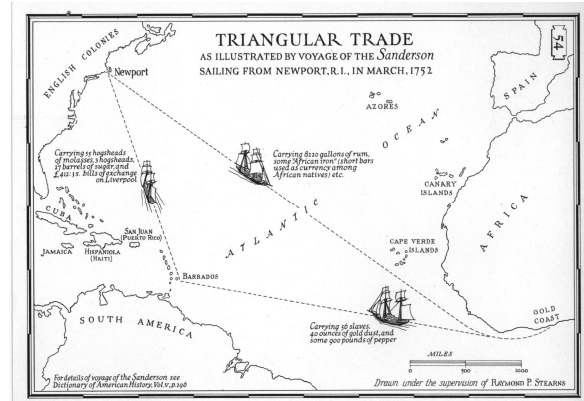 TRIANGULAR TRADE
AS ILLUSTRATED BY VOYAGE OF THE Sanderson
SAILING FROM NEWPORT, R.I., IN MARCH, 1752
54
ENGLISH COLONIES
Newport
SPAIN
AZORES
OCEAN
Carrying 55 hogsheads
of molasses, 3 hogsheads,
27 barrels of sugar, and
£412:3s. bills of exchange
on Liverpool
Carrying 8220 gallons of rum,
some "African iron" (short bars
used as currency among
African natives) etc.
CANARY
ISLANDS
AFRICA
CUBA
ATLANTIC
SAN JUAN
(PUERTO RICO)
JAMAICA
HISPANIOLA
(HAITI)
CAPE VERDE
ISLANDS
BARBADOS
GOLD
COAST
SOUTH AMERICA
Carrying 56 slaves,
40 ounces of gold dust, and
some 900 pounds of pepper
MILES
0 500 1000
For details of voyage of the Sanderson see
Dictionary of American History, Vol. V, p. 296
Drawn under the supervision of RAYMOND P. STEARNS